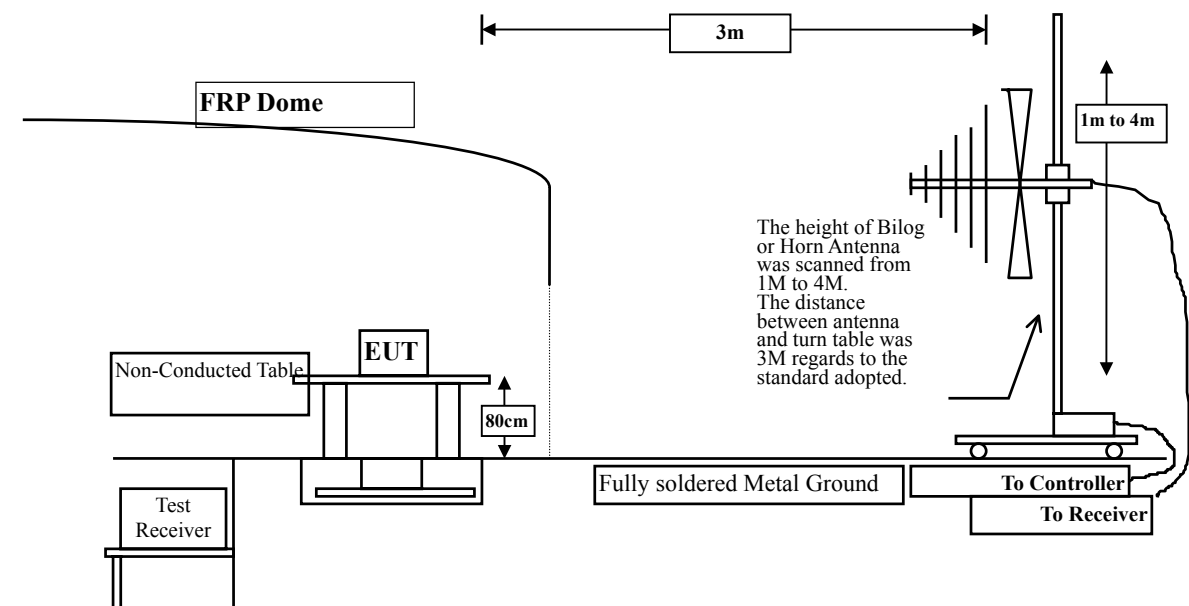 3m
FRP Dome
1m to 4m
The height of Bilog
or Horn Antenna
was scanned from
1M to 4M.
The distance
between antenna
and turn table was
3M regards to the
standard adopted.
EUT
Non-Conducted Table
80cm
Fully soldered Metal Ground
To Controller
To Receiver
Test
Receiver